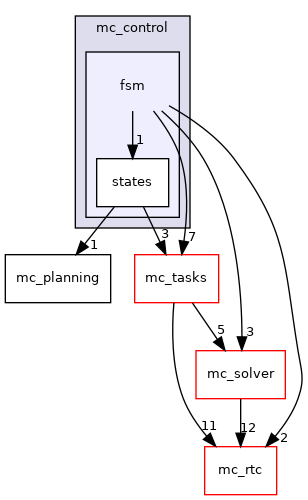 mc_control
fsm
1
states
1
3
7
mc_planning
mc_tasks
5
3
mc_solver
11
12
2
mc_rtc